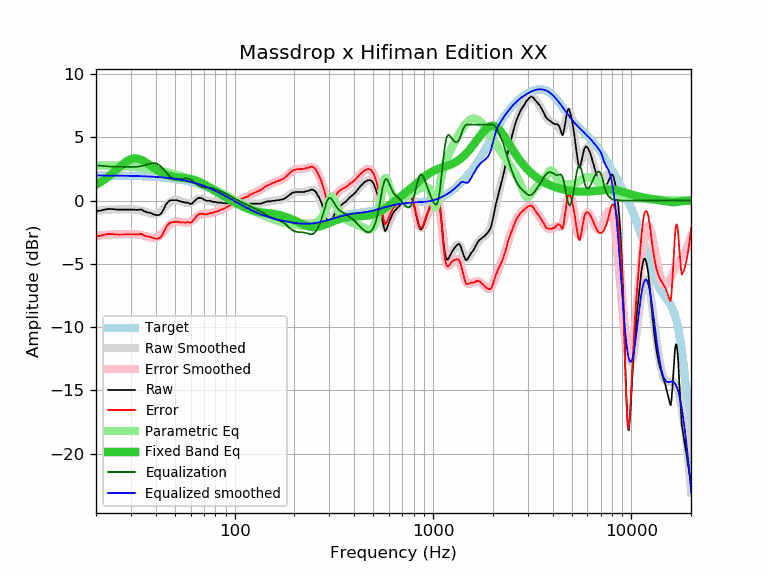 Massdrop x Hifiman Edition XX
10
5
0
−5
−10
−15
−20
Amplitude (dBr)
Target
Raw Smoothed
Error Smoothed
Raw
Error
Parametric Eq
Fixed Band Eq
Equalization
Equalized smoothed
100 1000 10000
Frequency (Hz)